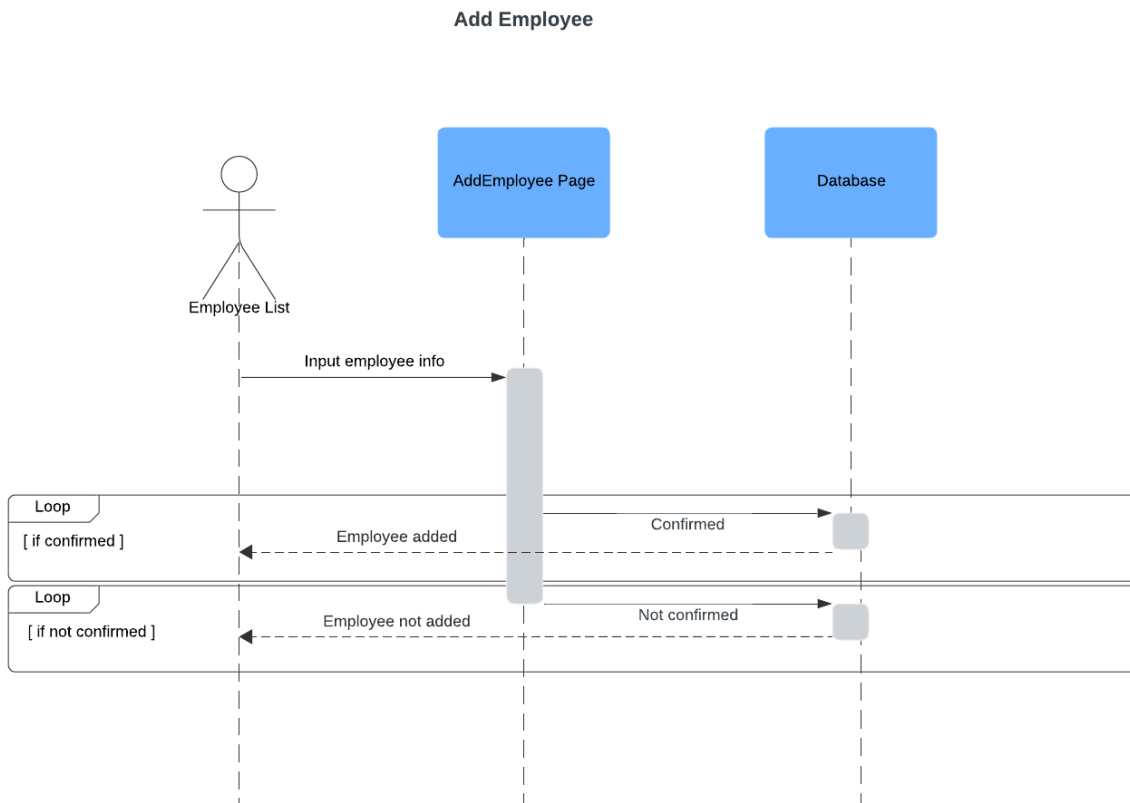 Add Employee
AddEmployee Page
Database
Employee List
Input employee info
Loop
[ if confirmed ]
Confirmed
Employee added
Loop
[ if not confirmed ]
Not confirmed
Employee not added